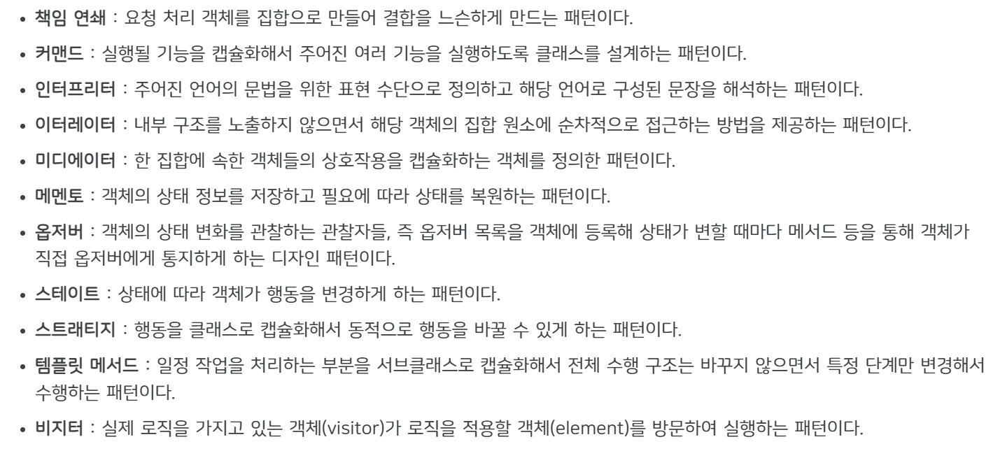 • 책임 연쇄 : 요청 처리 객체를 집합으로 만들어 결합을 느슨하게 만드는 패턴이다.
• 커맨드 : 실행될 기능을 캡슐화해서 주어진 여러 기능을 실행하도록 클래스를 설계하는 패턴이다.
• 인터프리터 : 주어진 언어의 문법을 위한 표현 수단으로 정의하고 해당 언어로 구성된 문장을 해석하는 패턴이다.
• 이터레이터 : 내부 구조를 노출하지 않으면서 해당 객체의 집합 원소에 순차적으로 접근하는 방법을 제공하는 패턴이다.
• 미디에이터 : 한 집합에 속한 객체들의 상호작용을 캡슐화하는 객체를 정의한 패턴이다.
• 메멘토 : 객체의 상태 정보를 저장하고 필요에 따라 상태를 복원하는 패턴이다.
• 옵저버 : 객체의 상태 변화를 관찰하는 관찰자들, 즉 옵저버 목록을 객체에 등록해 상태가 변할 때마다 메서드 등을 통해 객체가
직접 옵저버에게 통지하게 하는 디자인 패턴이다.
• 스테이트 : 상태에 따라 객체가 행동을 변경하게 하는 패턴이다.
• 스트래티지 : 행동을 클래스로 캡슐화해서 동적으로 행동을 바꿀 수 있게 하는 패턴이다.
• 템플릿 메서드 : 일정 작업을 처리하는 부분을 서브클래스로 캡슐화해서 전체 수행 구조는 바꾸지 않으면서 특정 단계만 변경해서
수행하는 패턴이다.
• 비지터 : 실제 로직을 가지고 있는 객체(visitor)가 로직을 적용할 객체(element)를 방문하여 실행하는 패턴이다.